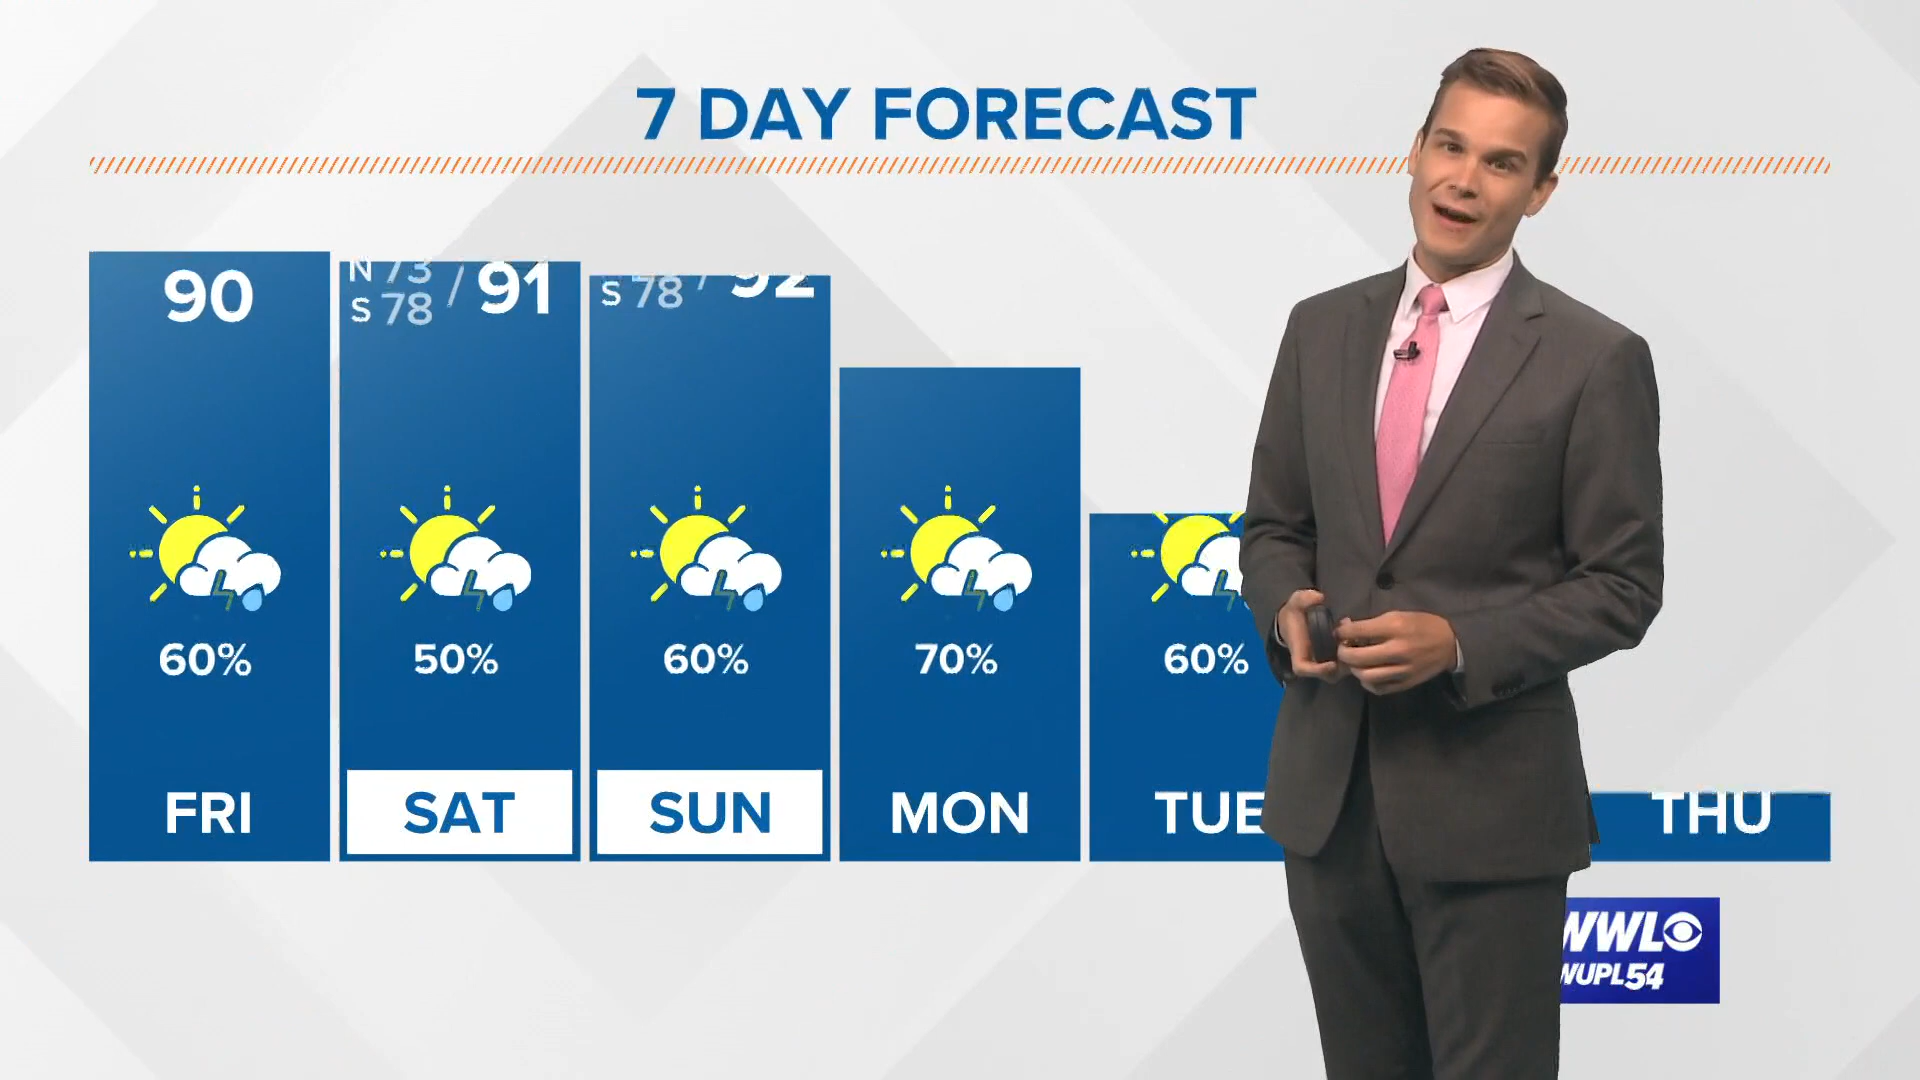 7 DAY FORECAST
90
N 73
S 78 / 91
S 78 / 92
60%
50%
60%
70%
60%
FRI
SAT
SUN
MON
TUE
THU
WWL
WUPL54